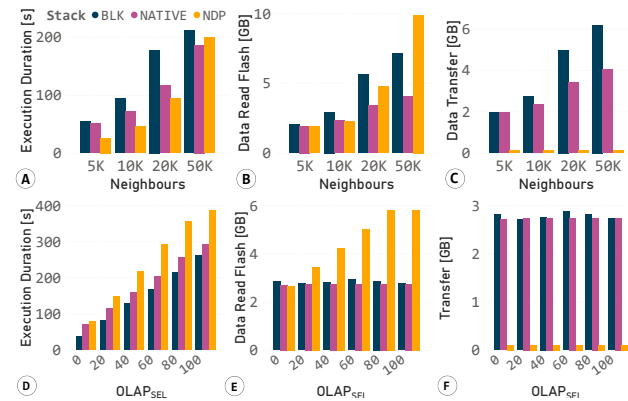 Stack BLK NATIVE NDP
Execution Duration [s]
200
100
0
5K 10K 20K 50K
Neighbours
A
Data Read Flash [GB]
10
5
0
5K 10K 20K 50K
Neighbours
B
Data Transfer [GB]
6
4
2
0
5K 10K 20K 50K
Neighbours
C
Execution Duration [s]
400
300
200
100
0
0 20 40 60 80 100
OLAPSEL
D
Data Read Flash [GB]
6
4
2
0
0 20 40 60 80 100
OLAPSEL
E
Transfer [GB]
3
2
1
0
0 20 40 60 80 100
OLAPSEL
F